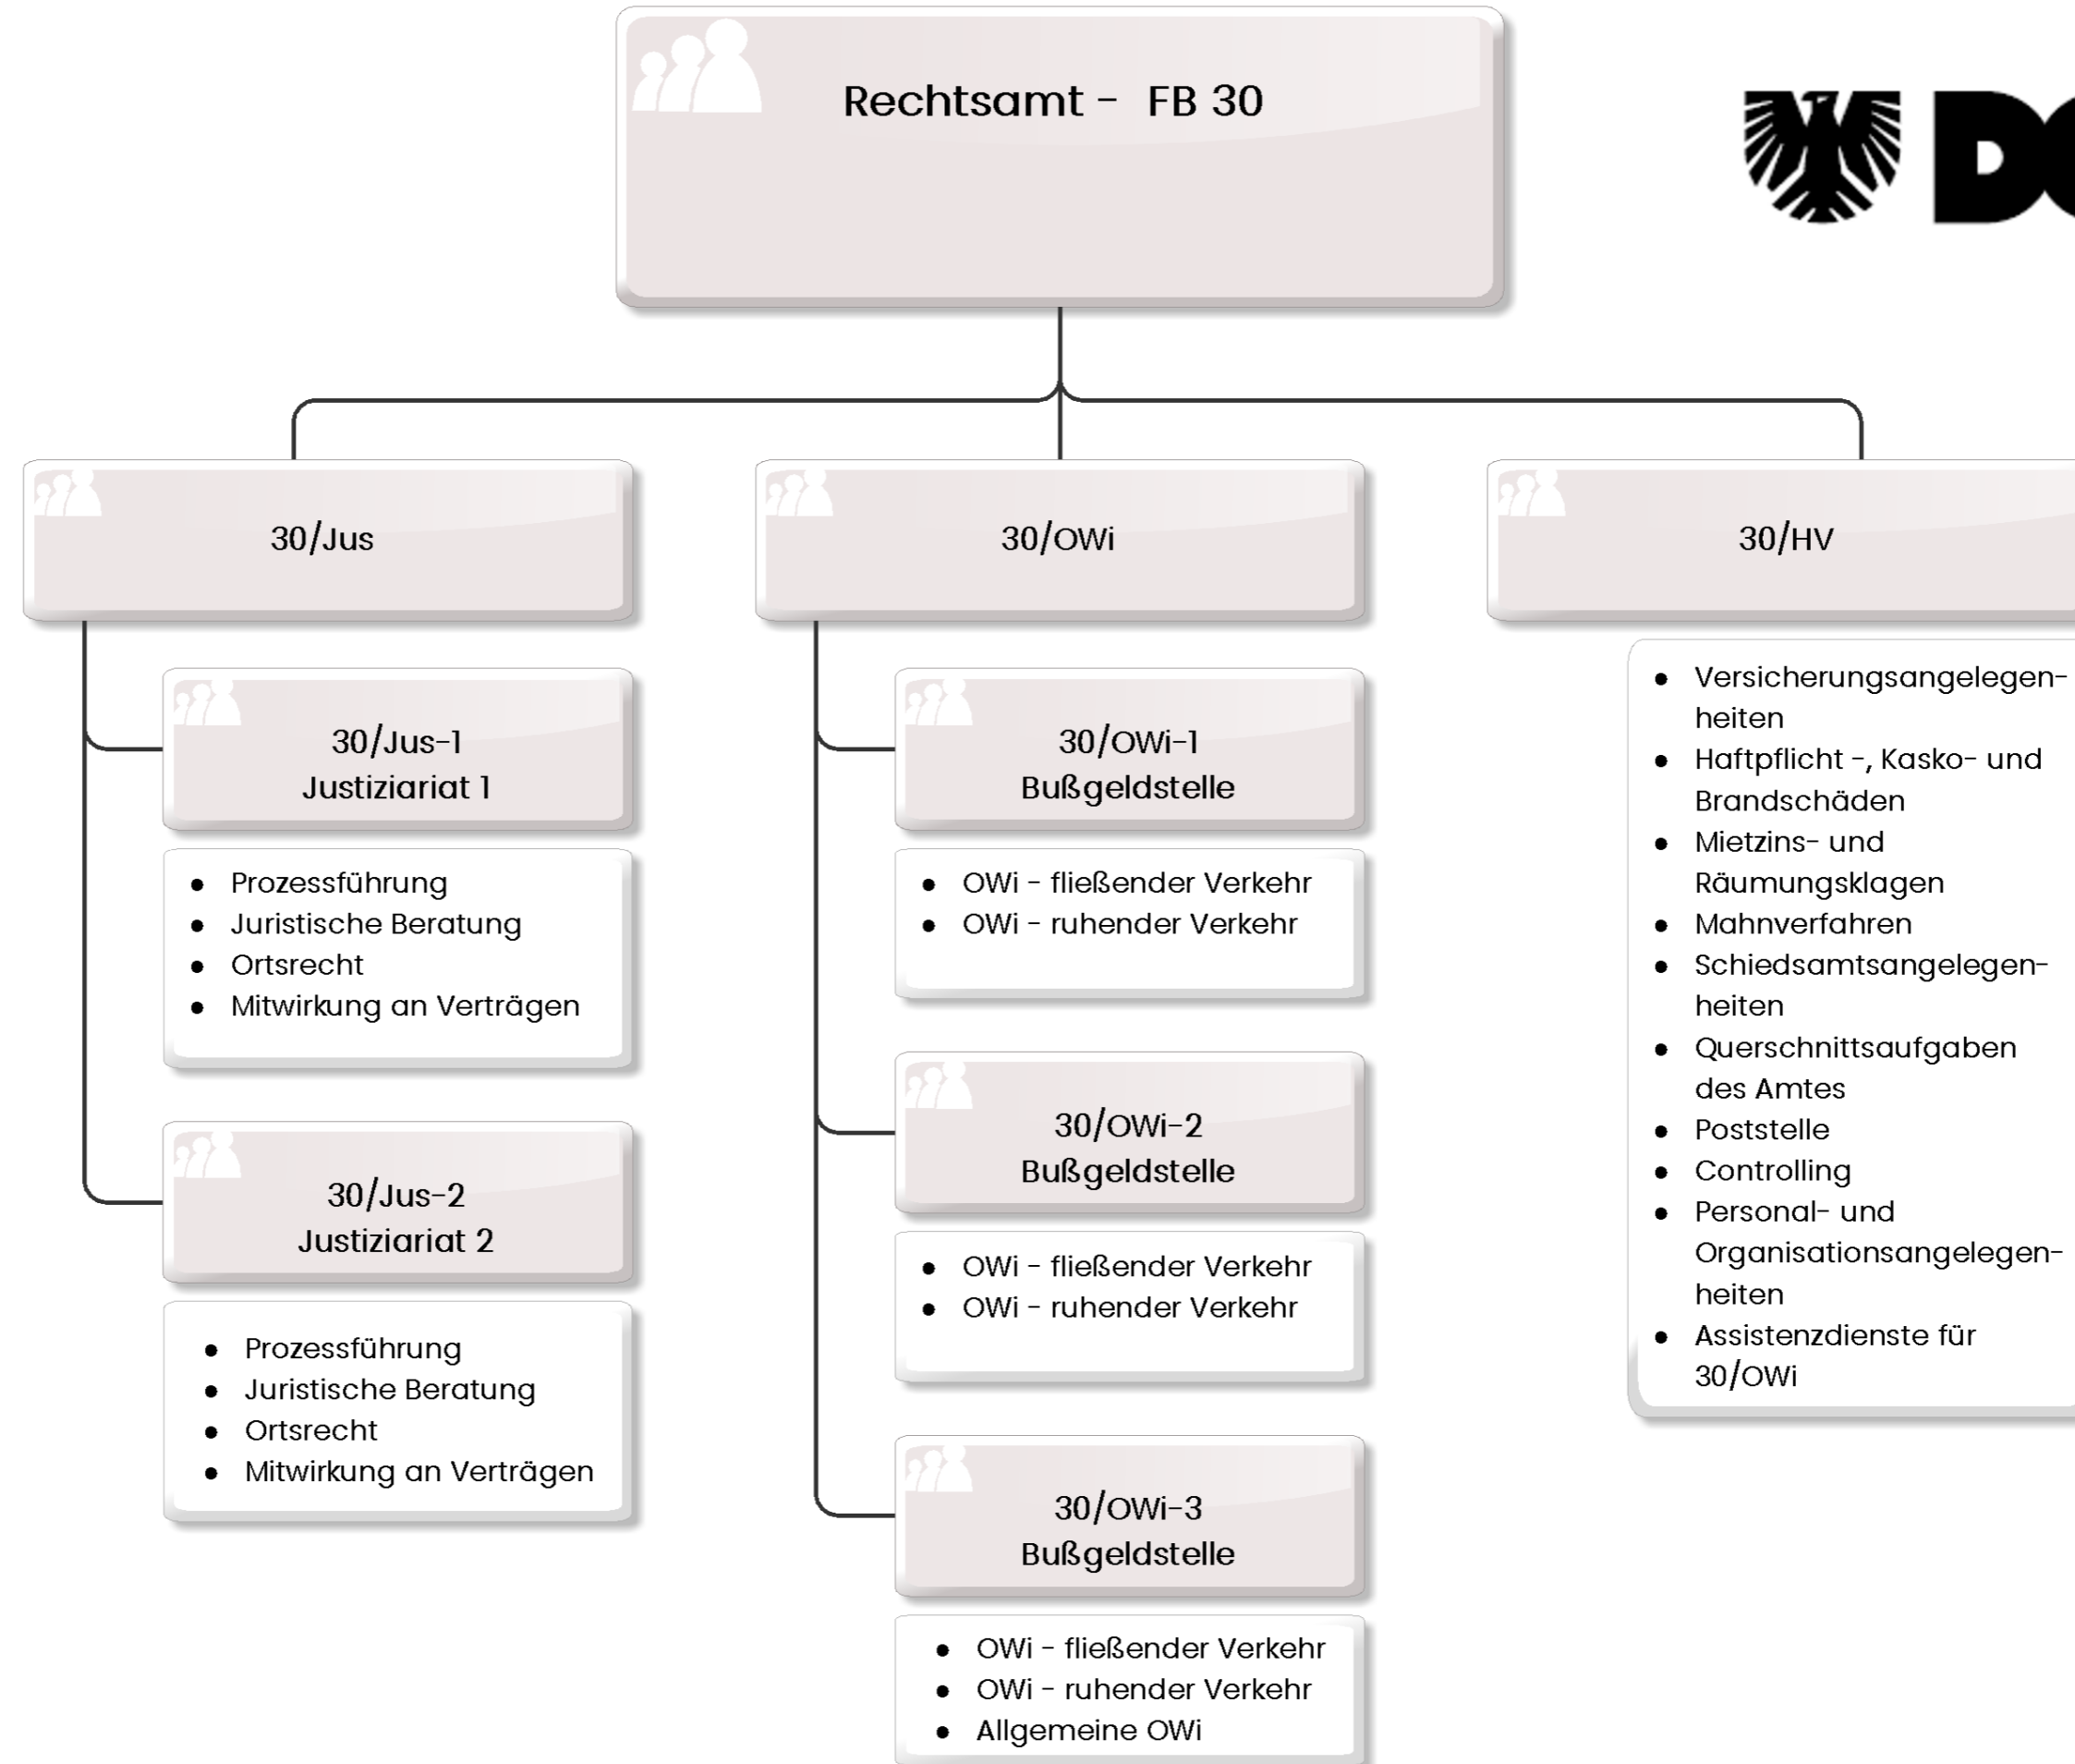 Rechtsamt - FB 30
30/Jus
30/Jus-1
Justiziariat 1
Prozessführung
Juristische Beratung
Ortsrecht
Mitwirkung an Verträgen
30/Jus-2
Justiziariat 2
Prozessführung
Juristische Beratung
Ortsrecht
Mitwirkung an Verträgen
30/OWi
30/OWi-1
Bußgeldstelle
OWi - fließender Verkehr
OWi - ruhender Verkehr
30/OWi-2
Bußgeldstelle
OWi - fließender Verkehr
OWi - ruhender Verkehr
30/OWi-3
Bußgeldstelle
OWi - fließender Verkehr
OWi - ruhender Verkehr
Allgemeine OWi
30/HV
Versicherungsangelegen-
heiten
Haftpflicht -, Kasko- und
Brandschäden
Mietzins- und
Räumungsklagen
Mahnverfahren
Schiedsamtsangelegen-
heiten
Querschnittsaufgaben
des Amtes
Poststelle
Controlling
Personal- und
Organisationsangelegen-
heiten
Assistenzdienste für
30/OWi